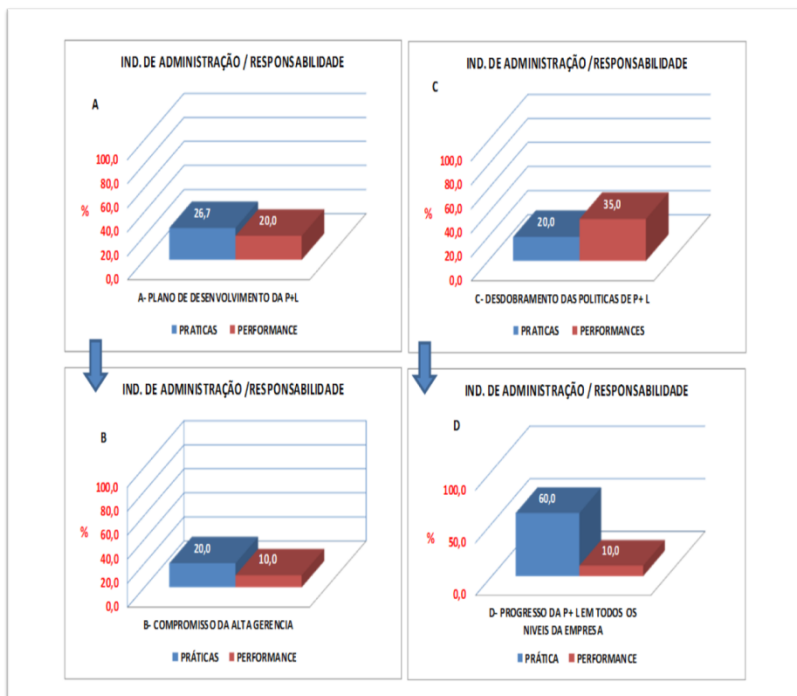 IND. DE ADMINISTRAÇÃO / RESPONSABILIDADE
A
100,0
80,0
60,0
40,0
20,0
0,0
%
26,7
20,0
A- PLANO DE DESENVOLVIMENTO DA P+L
PRATICAS PERFORMANCE
IND. DE ADMINISTRAÇÃO /RESPONSABILIDADE
B
100,0
80,0
60,0
40,0
20,0
0,0
%
20,0
10,0
B- COMPROMISSO DA ALTA GERENCIA
PRÁTICAS PERFORMANCE
IND. DE ADMINISTRAÇÃO /RESPONSABILIDADE
C
100,0
80,0
60,0
40,0
20,0
0,0
%
20,0
35,0
C- DESDOBRAMENTO DAS POLITICAS DE P+ L
PRATICAS PERFORMANCES
IND. DE ADMINISTRAÇÃO /RESPONSABILIDADE
D
100,0
50,0
0,0
%
60,0
10,0
D- PROGRESSO DA P+ L EM TODOS OS
NIVEIS DA EMPRESA
PRÁTICA PERFORMANCE